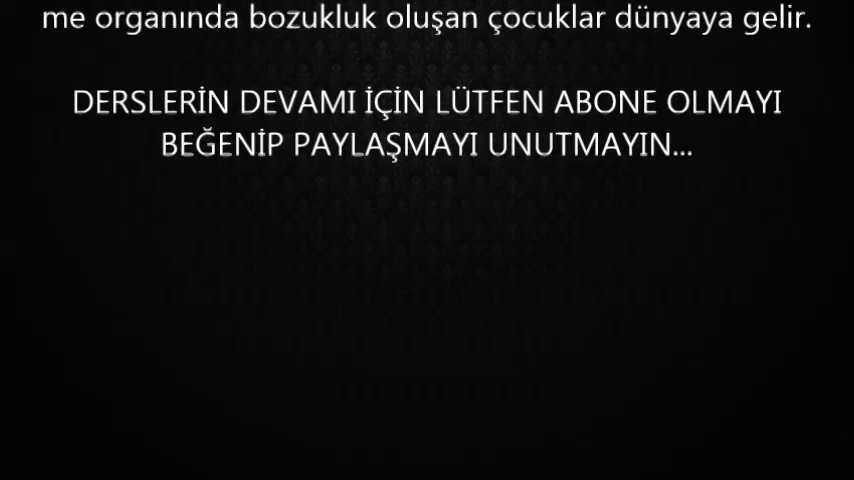 me organında bozukluk oluşan çocuklar dünyaya gelir.
DERSLERİN DEVAMI İÇİN LÜTFEN ABONE OLMAYI
BEĞENİP PAYLAŞMAYI UNUTMAYIN...